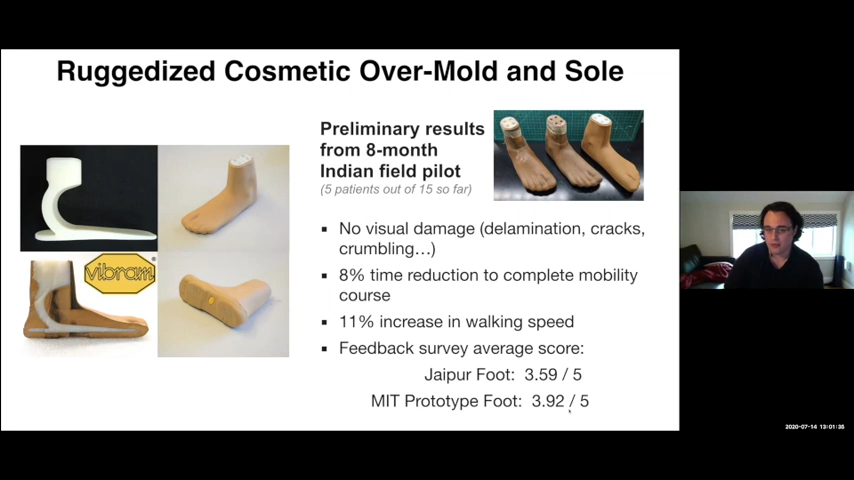 Ruggedized Cosmetic Over-Mold and Sole
Preliminary results
from 8-month
Indian field pilot
(5 patients out of 15 so far)
vibram
▪ No visual damage (delamination, cracks,
crumbling…)
▪ 8% time reduction to complete mobility
course
▪ 11% increase in walking speed
▪ Feedback survey average score:
Jaipur Foot: 3.59 / 5
MIT Prototype Foot: 3.92 / 5
2020-07-14 13:01:35